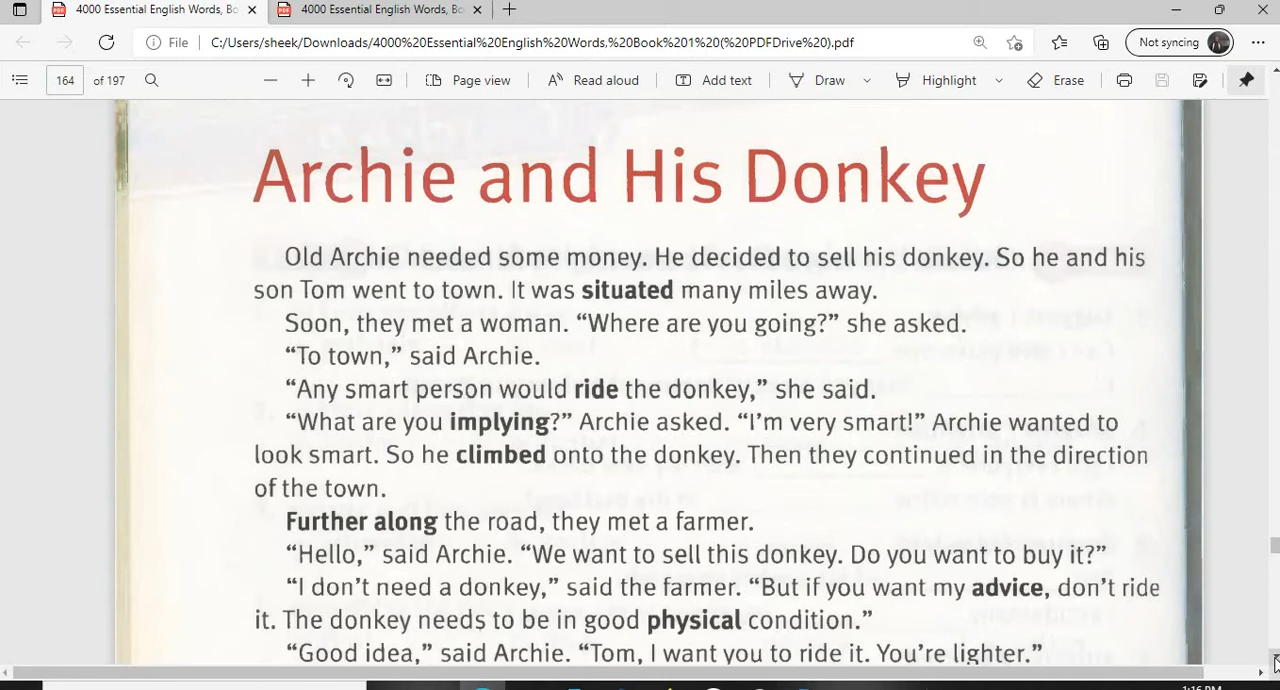 4000 Essential English Words, Bo
4000 Essential English Words, Bo
File C:/Users/sheek/Downloads/4000%20Essential%20English%20Words,%20Book%201%20(%20PDFDrive%20).pdf
Not syncing
164 of 197
Page view
Read aloud
Add text
Draw
Highlight
Erase
Archie and His Donkey
Old Archie needed some money. He decided to sell his donkey. So he and his
son Tom went to town. It was situated many miles away.
Soon, they met a woman. “Where are you going?” she asked.
“To town,” said Archie.
“Any smart person would ride the donkey,” she said.
“What are you implying?” Archie asked. “I’m very smart!” Archie wanted to
look smart. So he climbed onto the donkey. Then they continued in the direction
of the town.
Further along the road, they met a farmer.
“Hello,” said Archie. “We want to sell this donkey. Do you want to buy it?”
“I don’t need a donkey,” said the farmer. “But if you want my advice, don’t ride
it. The donkey needs to be in good physical condition.”
“Good idea,” said Archie. “Tom, I want you to ride it. You’re lighter.”
1:16 PM